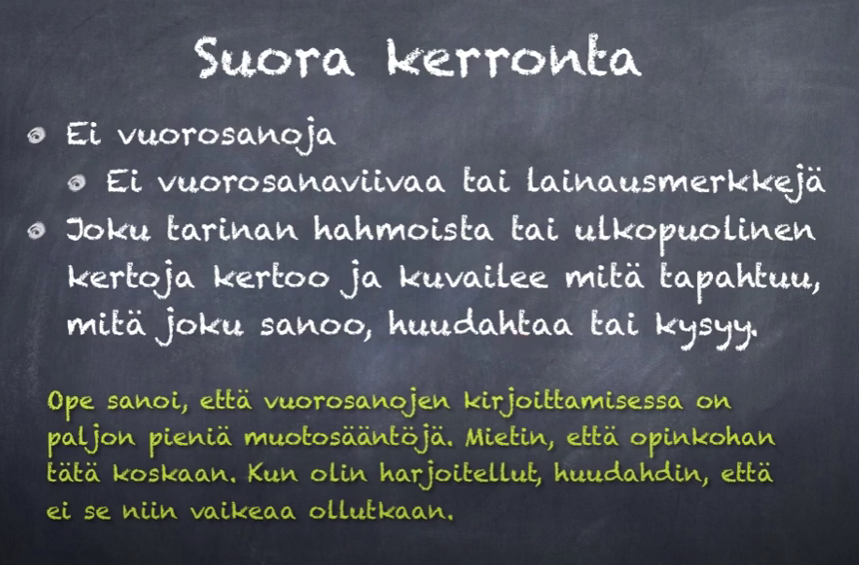 Suora kerronta
Ei vuorosanoja
Ei vuorosanaviivaa tai lainausmerkkejä
Joku tarinan hahmoista tai ulkopuolinen
kertoja kertoo ja kuvailee mitä tapahtuu,
mitä joku sanoo, huudahtaa tai kysyy.
Ope sanoi, että vuorosanojen kirjoittamisessa on
paljon pieniä muotosääntöjä. Mietin, että opinkohan
tätä koskaan. Kun olin harjoitellut, huudahdin, että
ei se niin vaikeaa ollutkaan.